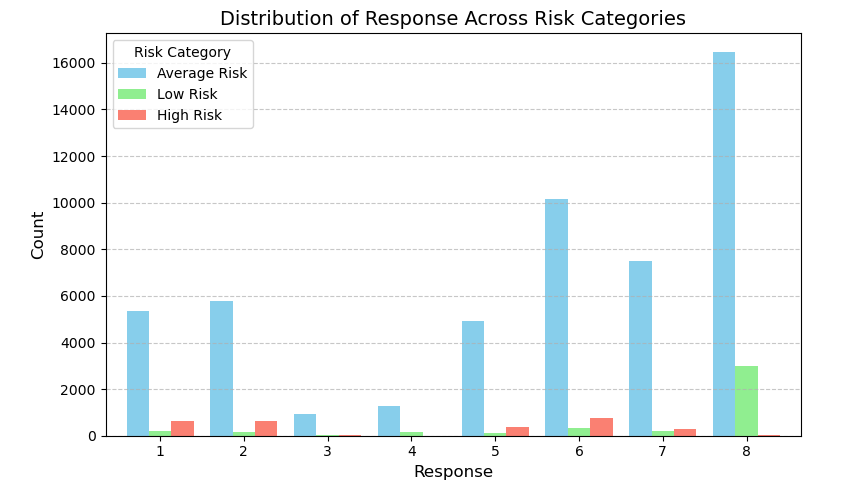 Distribution of Response Across Risk Categories
Risk Category
Average Risk
Low Risk
High Risk
16000
14000
12000
10000
8000
6000
4000
2000
0
Count
1 2 3 4 5 6 7 8
Response